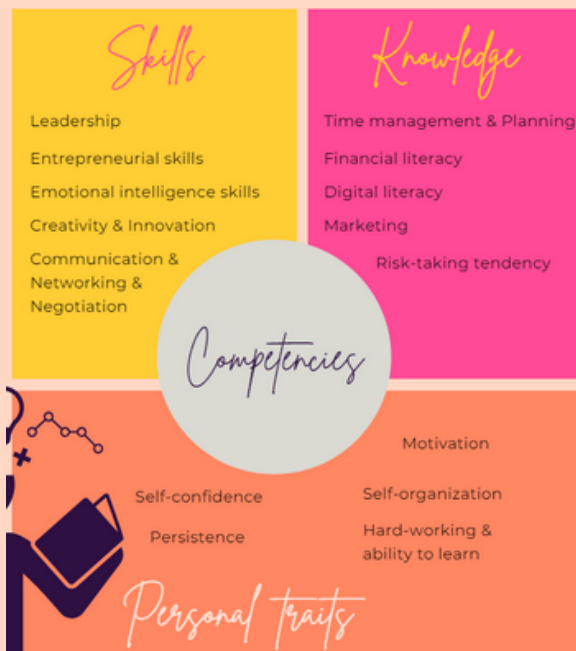 Skills
Leadership
Entrepreneurial skills
Emotional intelligence skills
Creativity & Innovation
Communication &
Networking &
Negotiation
Knowledge
Time management & Planning
Financial literacy
Digital literacy
Marketing
Risk-taking tendency
Competencies
Self-confidence
Persistence
Motivation
Self-organization
Hard-working &
ability to learn
Personal traits